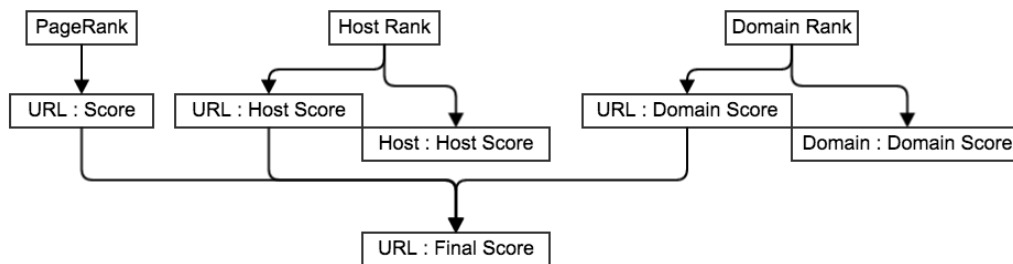 PageRank
Host Rank
Domain Rank
URL : Score
URL : Host Score
URL : Domain Score
Host : Host Score
Domain : Domain Score
URL : Final Score